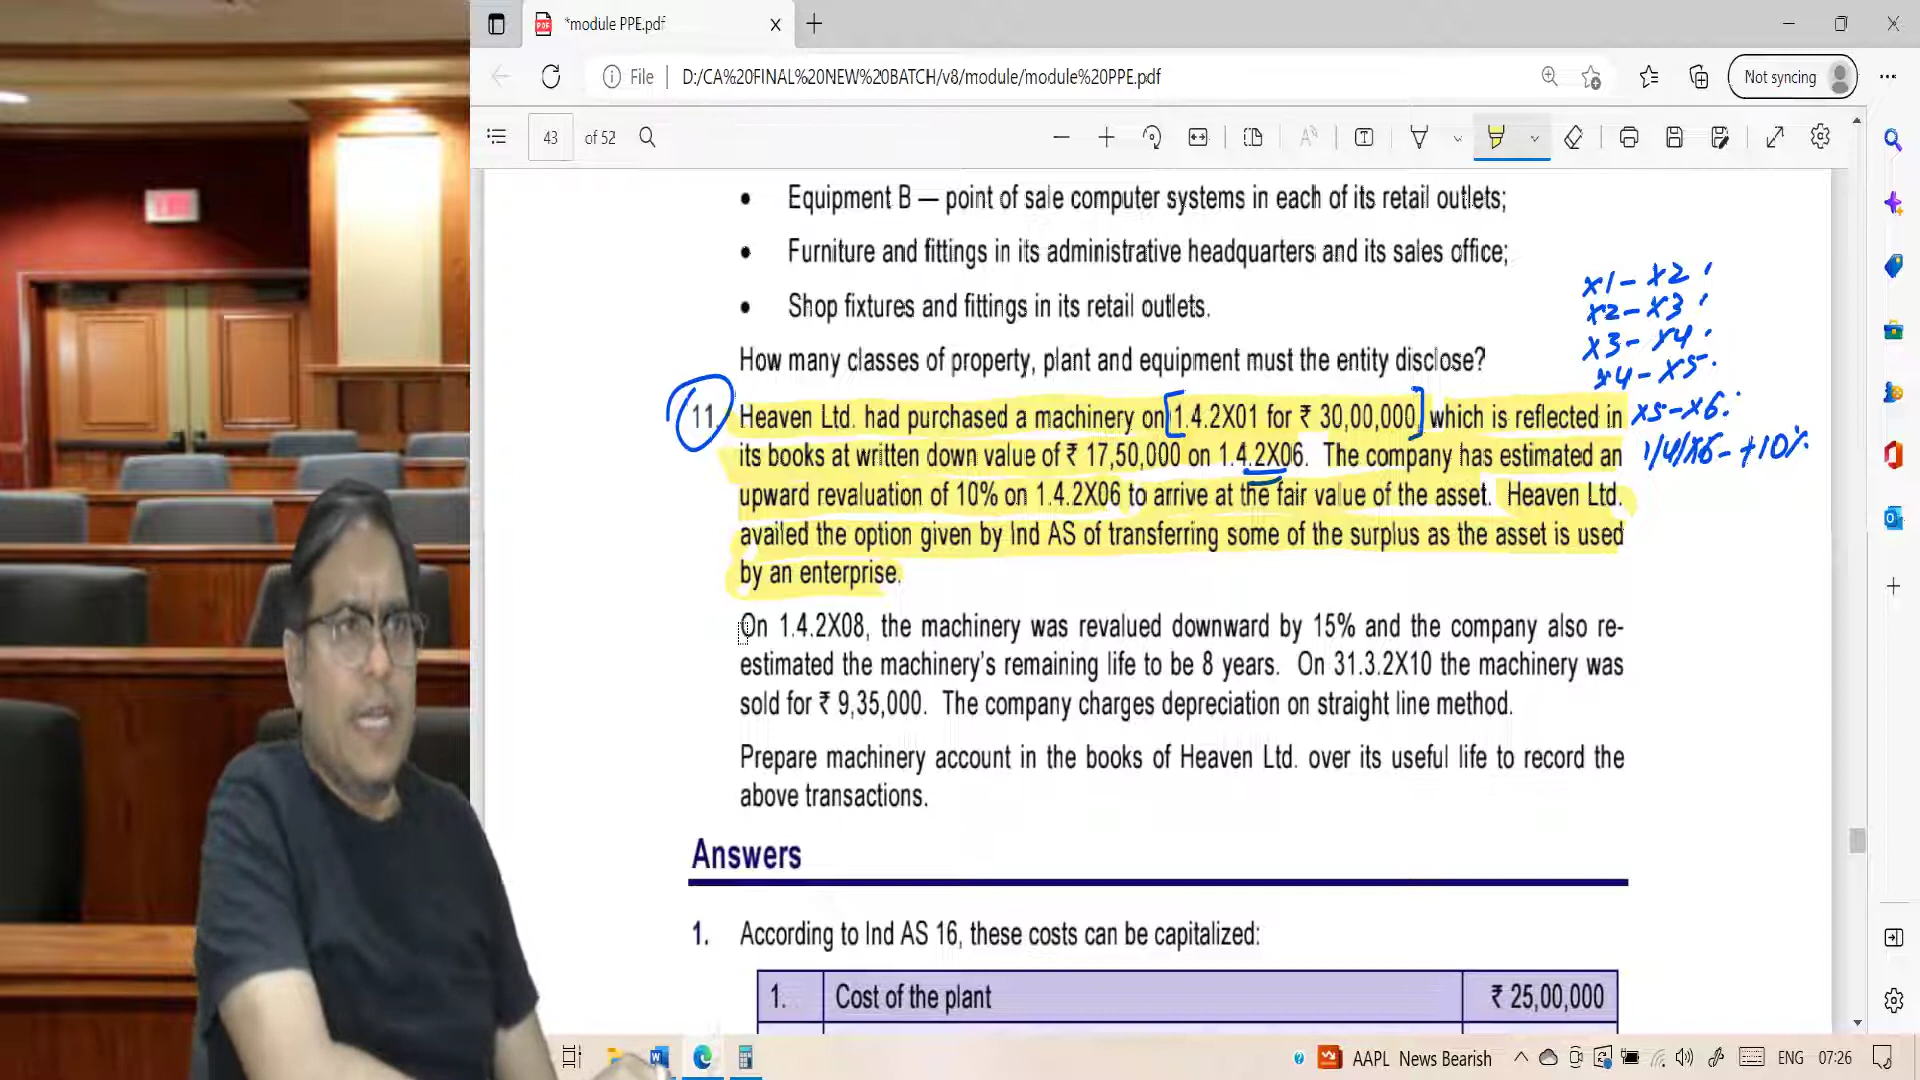 *module PPE.pdf
File
D:/CA%20FINAL%20NEW%20BATCH/v8/module/module%20PPE.pdf
Not syncing
43 of 52
• Equipment B — point of sale computer systems in each of its retail outlets;
• Furniture and fittings in its administrative headquarters and its sales office;
• Shop fixtures and fittings in its retail outlets.
How many classes of property, plant and equipment must the entity disclose?
x1 - x2
x2 - x3
x3 - x4
x4 - x5
x5 - x6
1/4/x6 - +10%
11. Heaven Ltd. had purchased a machinery on [1.4.2X01 for ₹ 30,00,000] which is reflected in
its books at written down value of ₹ 17,50,000 on 1.4.2X06. The company has estimated an
upward revaluation of 10% on 1.4.2X06 to arrive at the fair value of the asset. Heaven Ltd.
availed the option given by Ind AS of transferring some of the surplus as the asset is used
by an enterprise.
On 1.4.2X08, the machinery was revalued downward by 15% and the company also re-
estimated the machinery's remaining life to be 8 years. On 31.3.2X10 the machinery was
sold for ₹ 9,35,000. The company charges depreciation on straight line method.
Prepare machinery account in the books of Heaven Ltd. over its useful life to record the
above transactions.
Answers
1. According to Ind AS 16, these costs can be capitalized:
1. Cost of the plant ₹ 25,00,000
AAPL News Bearish
ENG
07:26